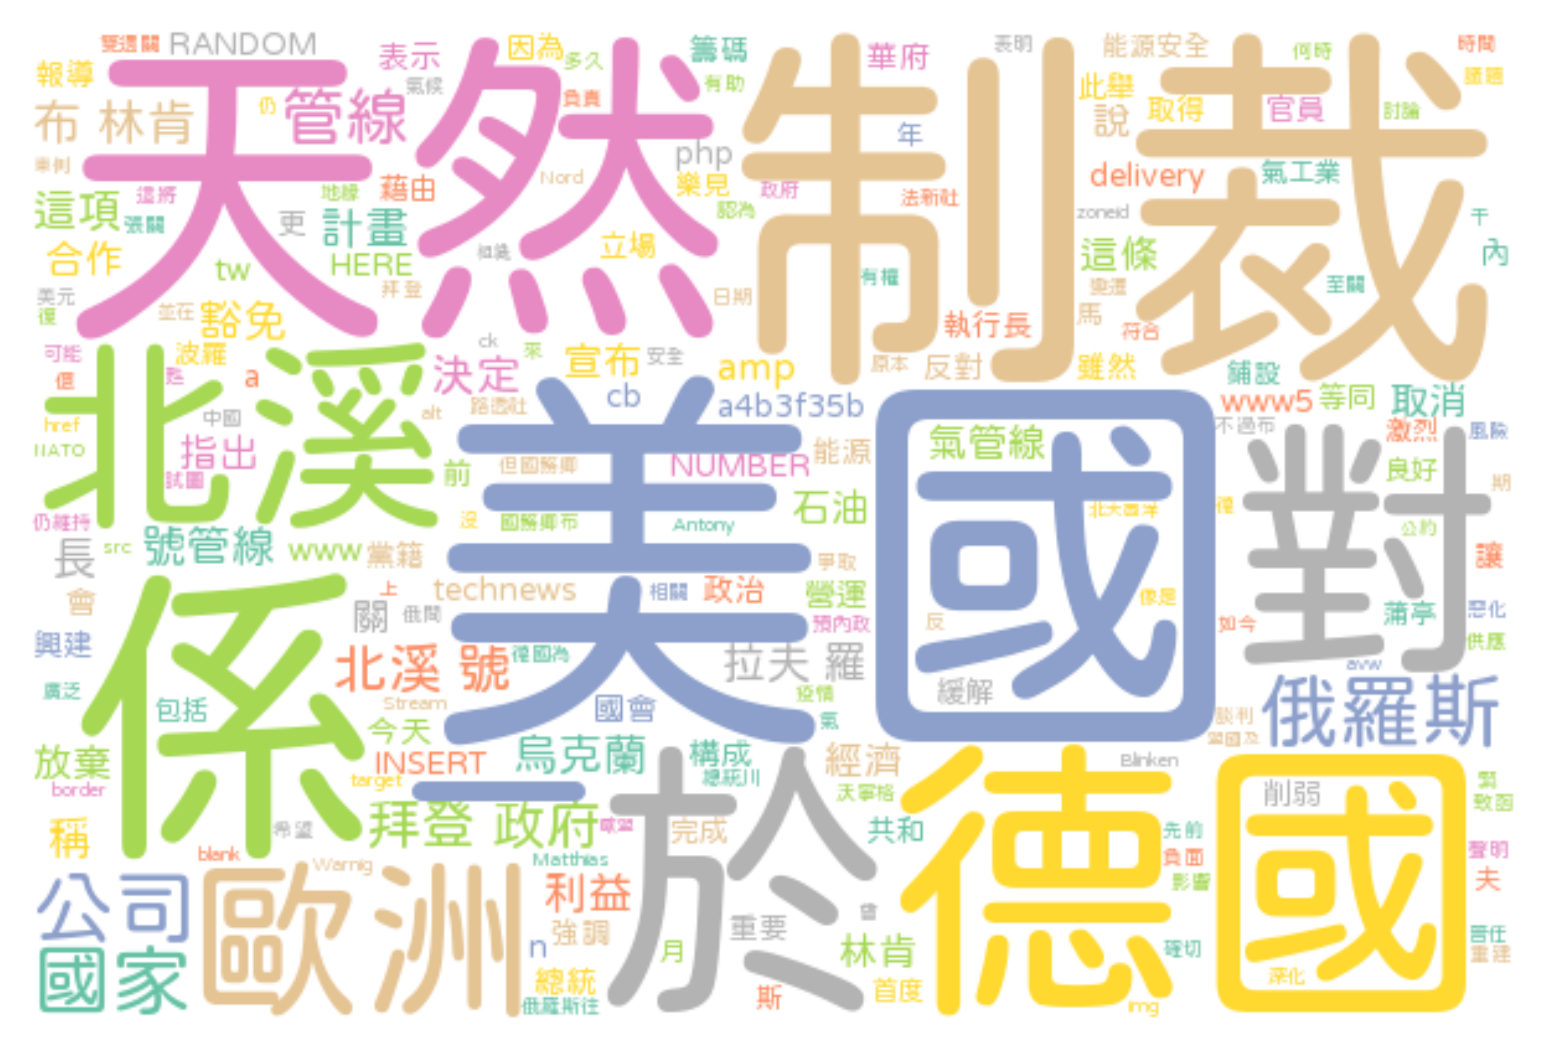 雙週關 RANDOM
表示 因為 多久 籌碼 華府 表明 能源安全 何時 時間
報導 仍 管線 氣候 負責 有助 此舉 取得 官員 討論 議題
天然 制裁
布 林肯 php 年 說
案例 Nord 樂見 政府 delivery 氣工業
這項 這將 地緣 藉由 認為 法新社 zoneid
張關 更 計畫 立場 這條 干
合作 tw HERE 有權 至關 內
美元 拜登 日期
復 並在 豁免 執行長 馬 符合
可能 波羅 ck 來 宣布 安全 原本 反對 雖然
僵 a 決定 amp 鋪設
北溪 美國 對
href 中國 alt 路透社 cb a4b3f35b www5 等同 取消
NATO 指出 氣管線 不過布 激烈 風險
試圖 前 但國務卿 NUMBER 能源 良好 期
仍維持 沒 國務卿布 Antony 石油 北大西洋 公約
長 src 號管線 www 黨籍 爭取 讓
係
會 上 technews 相關 政治 營運 像是
關 俄間 預內政 反 如今 蒲亭 惡化
興建 北溪 號 德國為 拉夫 羅 供應
廣泛 包括 Stream 國會 疫情 緩解 avw 俄羅斯
今天 氣 談判
放棄 INSERT 烏克蘭 構成 經濟 Blinken 盟國及
border target 一 總統川 沃寧格 削弱 緊
於 德國
稱 希望 拜登 政府 歐盟 完成 共和 先前 致函
blank Warnig Matthias 負面 聲明
公司 歐洲 利益 曾 影響 夫
國家 n 強調 重要 林肯 確切 重建
總統 月 首度 深化
俄羅斯往 斯 img